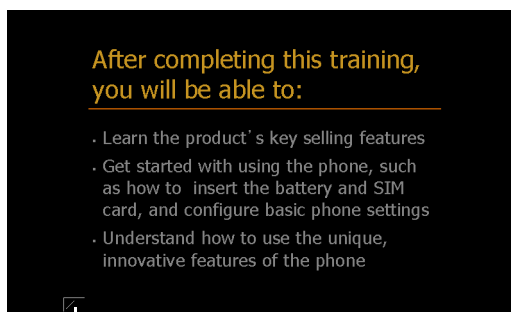 After completing this training,
you will be able to:
• Learn the product's key selling features
• Get started with using the phone, such
as how to insert the battery and SIM
card, and configure basic phone settings
• Understand how to use the unique,
innovative features of the phone